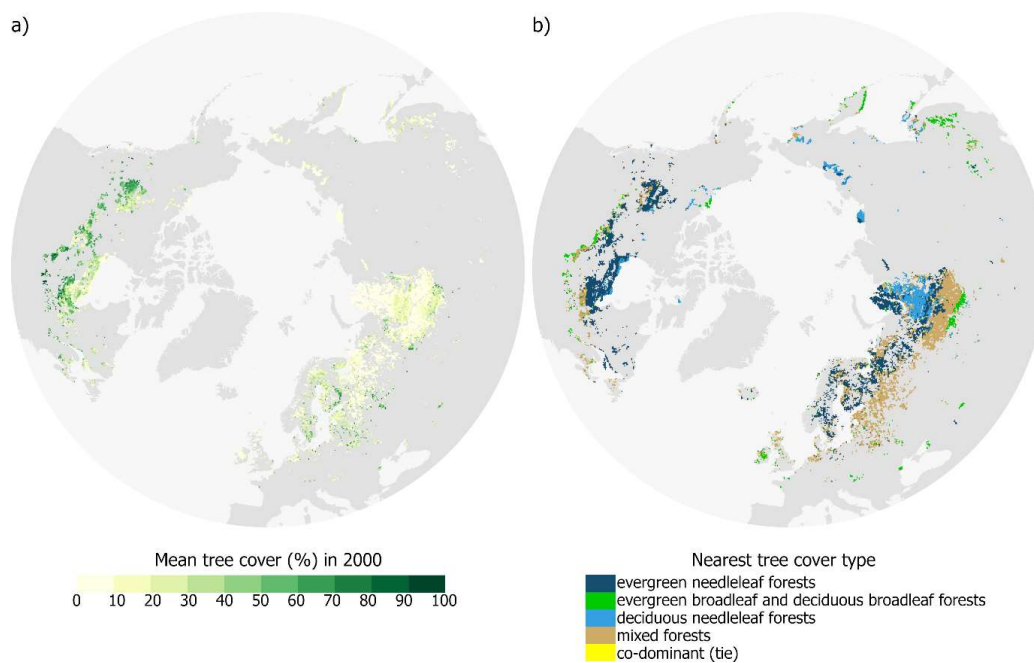 a)
b)
Mean tree cover (%) in 2000
0 10 20 30 40 50 60 70 80 90 100
Nearest tree cover type
evergreen needleleaf forests
evergreen broadleaf and deciduous broadleaf forests
deciduous needleleaf forests
mixed forests
co-dominant (tie)